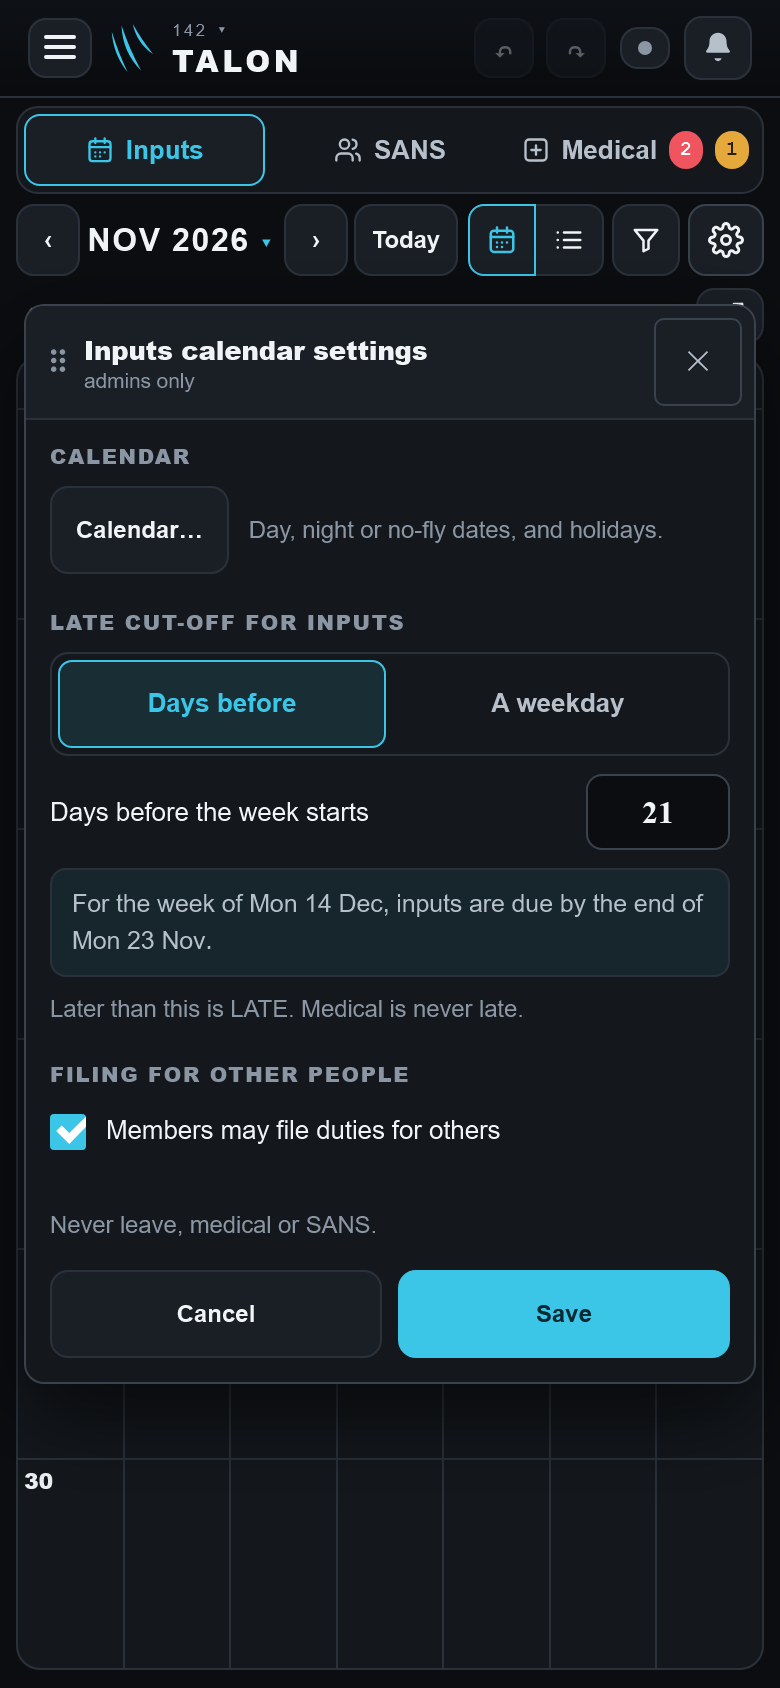 142 ▾
TALON
Inputs
SANS
Medical 2 1
‹ NOV 2026 ▾ › Today
Inputs calendar settings
admins only
CALENDAR
Calendar... Day, night or no-fly dates, and holidays.
LATE CUT-OFF FOR INPUTS
Days before A weekday
Days before the week starts 21
For the week of Mon 14 Dec, inputs are due by the end of
Mon 23 Nov.
Later than this is LATE. Medical is never late.
FILING FOR OTHER PEOPLE
Members may file duties for others
Never leave, medical or SANS.
Cancel Save
30